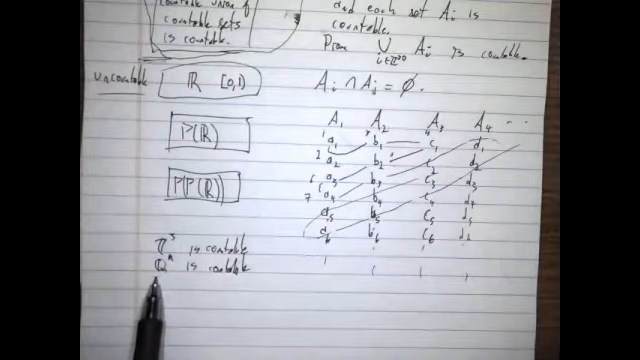 countable union of
countable sets
is countable.
and each set Ai is
countable.
Prove ∪ Ai is countable.
uncountable ℝ [0,1)
Ai ∩ Aj = ∅.
P(ℝ)
P(P(ℝ))
A1 A2 A3 A4 ...
a1 b1 c1 d1
a2 b2 c2 d2
a3 b3 c3 d3
a4 b4 c4 d4
a5 b5 c5 d5
a6 b6 c6 d6
is countable
ℚⁿ is countable